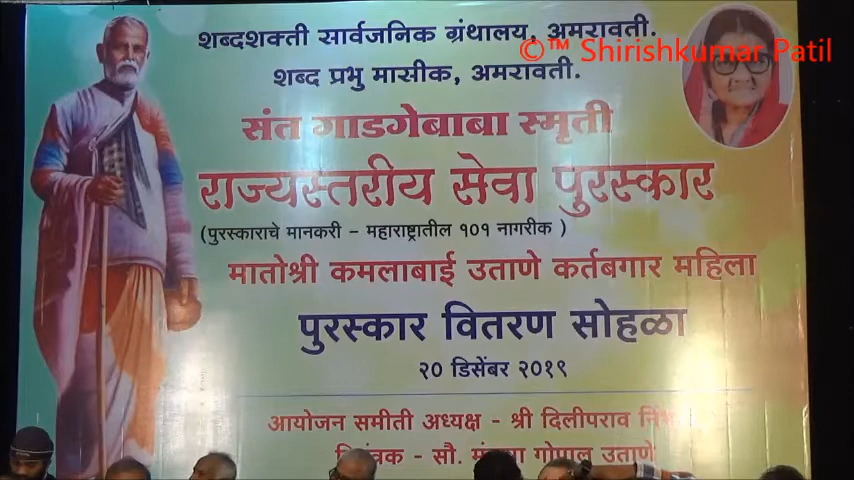 शब्दशक्ती सार्वजनिक ग्रंथालय, अमरावती.
©™ Shirishkumar Patil
शब्द प्रभु मासीक, अमरावती.
संत गाडगेबाबा स्मृती
राज्यस्तरीय सेवा पुरस्कार
(पुरस्काराचे मानकरी - महाराष्ट्रातील १०१ नागरीक )
मातोश्री कमलाबाई उताणे कर्तबगार महिला
पुरस्कार वितरण सोहळा
२० डिसेंबर २०१९
आयोजन समीती अध्यक्ष - श्री दिलीपराव
- सौ. गोपाल उताणे